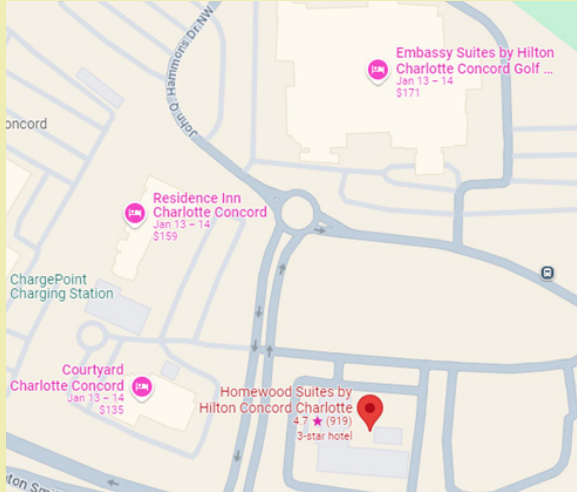 John Q. Hammons Dr NW
Embassy Suites by Hilton
Charlotte Concord Golf ...
Jan 13 – 14
$171
oncord
Residence Inn
Charlotte Concord
Jan 13 – 14
$159
ChargePoint
Charging Station
Courtyard
Charlotte Concord
Jan 13 – 14
$135
Homewood Suites by
Hilton Concord Charlotte
4.7 ★ (919)
3-star hotel
ton Smi